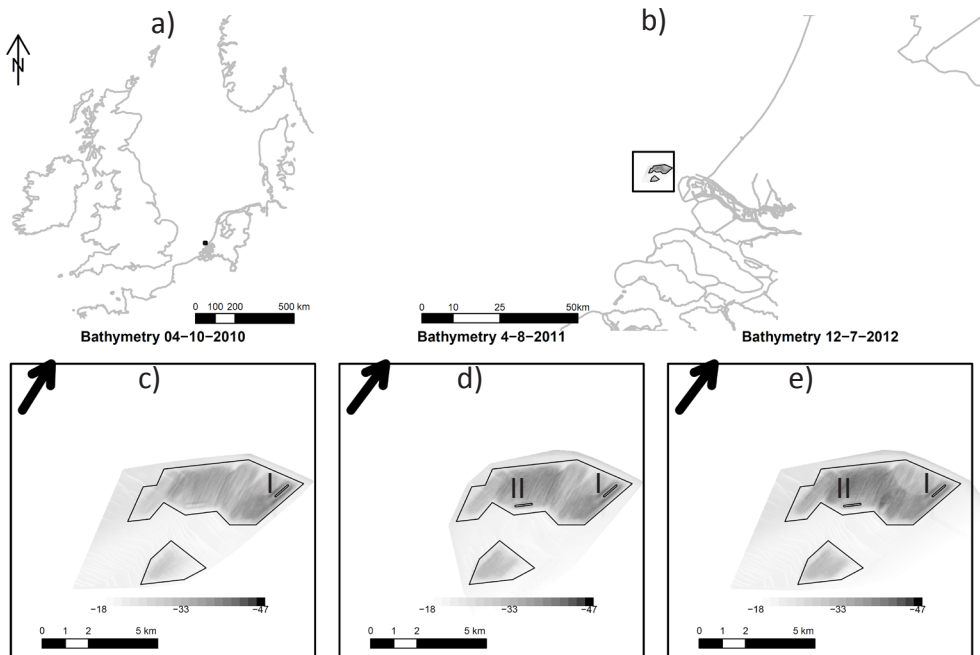 a)
b)
N
0 100 200 500 km
0 10 25 50km
Bathymetry 04−10−2010
Bathymetry 4−8−2011
Bathymetry 12−7−2012
c)
d)
e)
I
II
I
II
I
−18 −33 −47
−18 −33 −47
−18 −33 −47
0 1 2 5 km
0 1 2 5 km
0 1 2 5 km